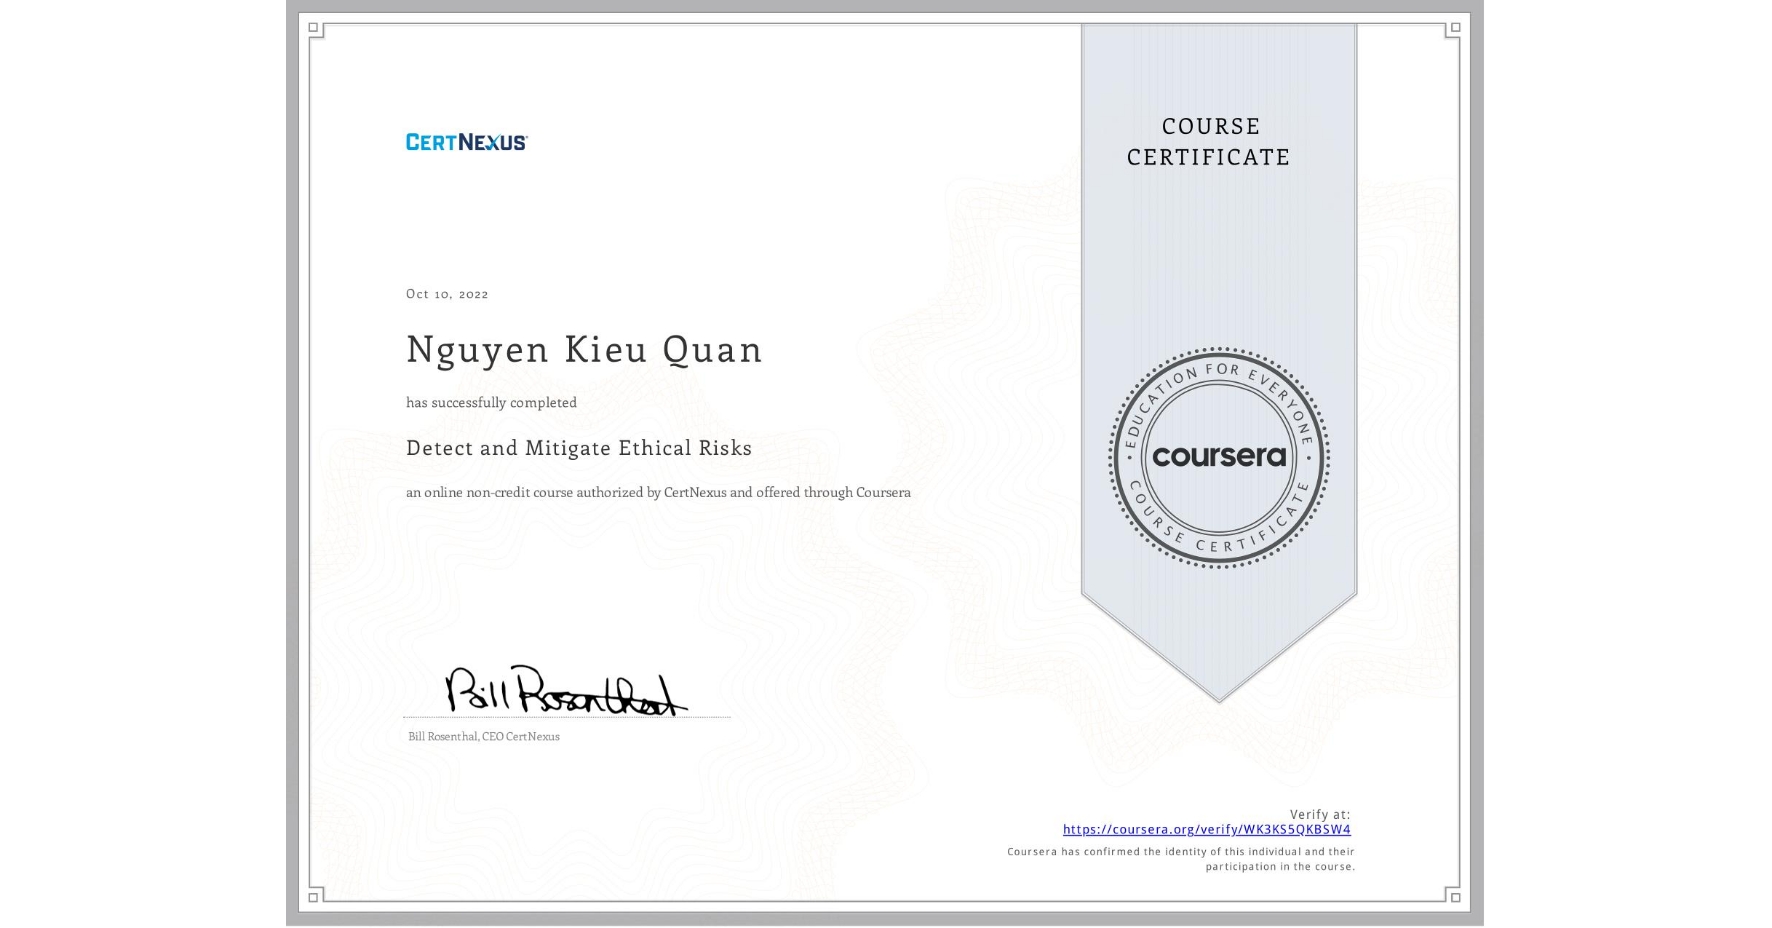 CERTNEXUS
COURSE
CERTIFICATE
Oct 10, 2022
Nguyen Kieu Quan
has successfully completed
Detect and Mitigate Ethical Risks
an online non-credit course authorized by CertNexus and offered through Coursera
EDUCATION FOR EVERYONE
coursera
COURSE CERTIFICATE
Bill Rosenthal
Bill Rosenthal, CEO CertNexus
Verify at:
https://coursera.org/verify/WK3KS5QKBSW4
Coursera has confirmed the identity of this individual and their
participation in the course.